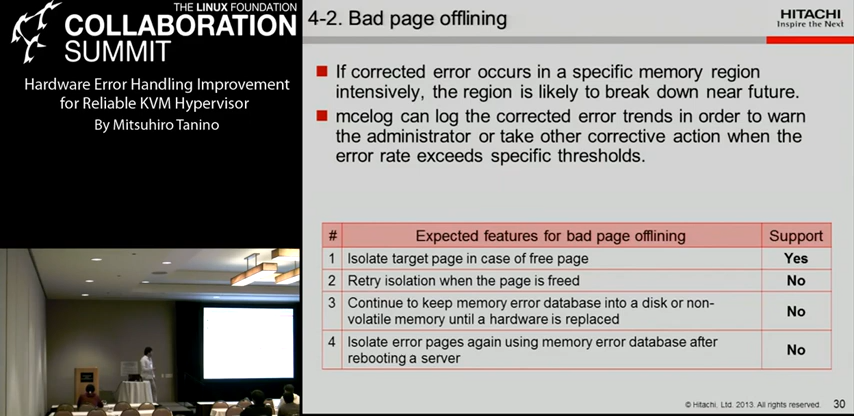 THE LINUX FOUNDATION
COLLABORATION
SUMMIT
Hardware Error Handling Improvement
for Reliable KVM Hypervisor
By Mitsuhiro Tanino
4-2. Bad page offlining
HITACHI
Inspire the Next
■ If corrected error occurs in a specific memory region
intensively, the region is likely to break down near future.
■ mcelog can log the corrected error trends in order to warn
the administrator or take other corrective action when the
error rate exceeds specific thresholds.
# Expected features for bad page offlining Support
1 Isolate target page in case of free page Yes
2 Retry isolation when the page is freed No
3 Continue to keep memory error database into a disk or non-
volatile memory until a hardware is replaced No
4 Isolate error pages again using memory error database after
rebooting a server No
© Hitachi, Ltd. 2013. All rights reserved. 30